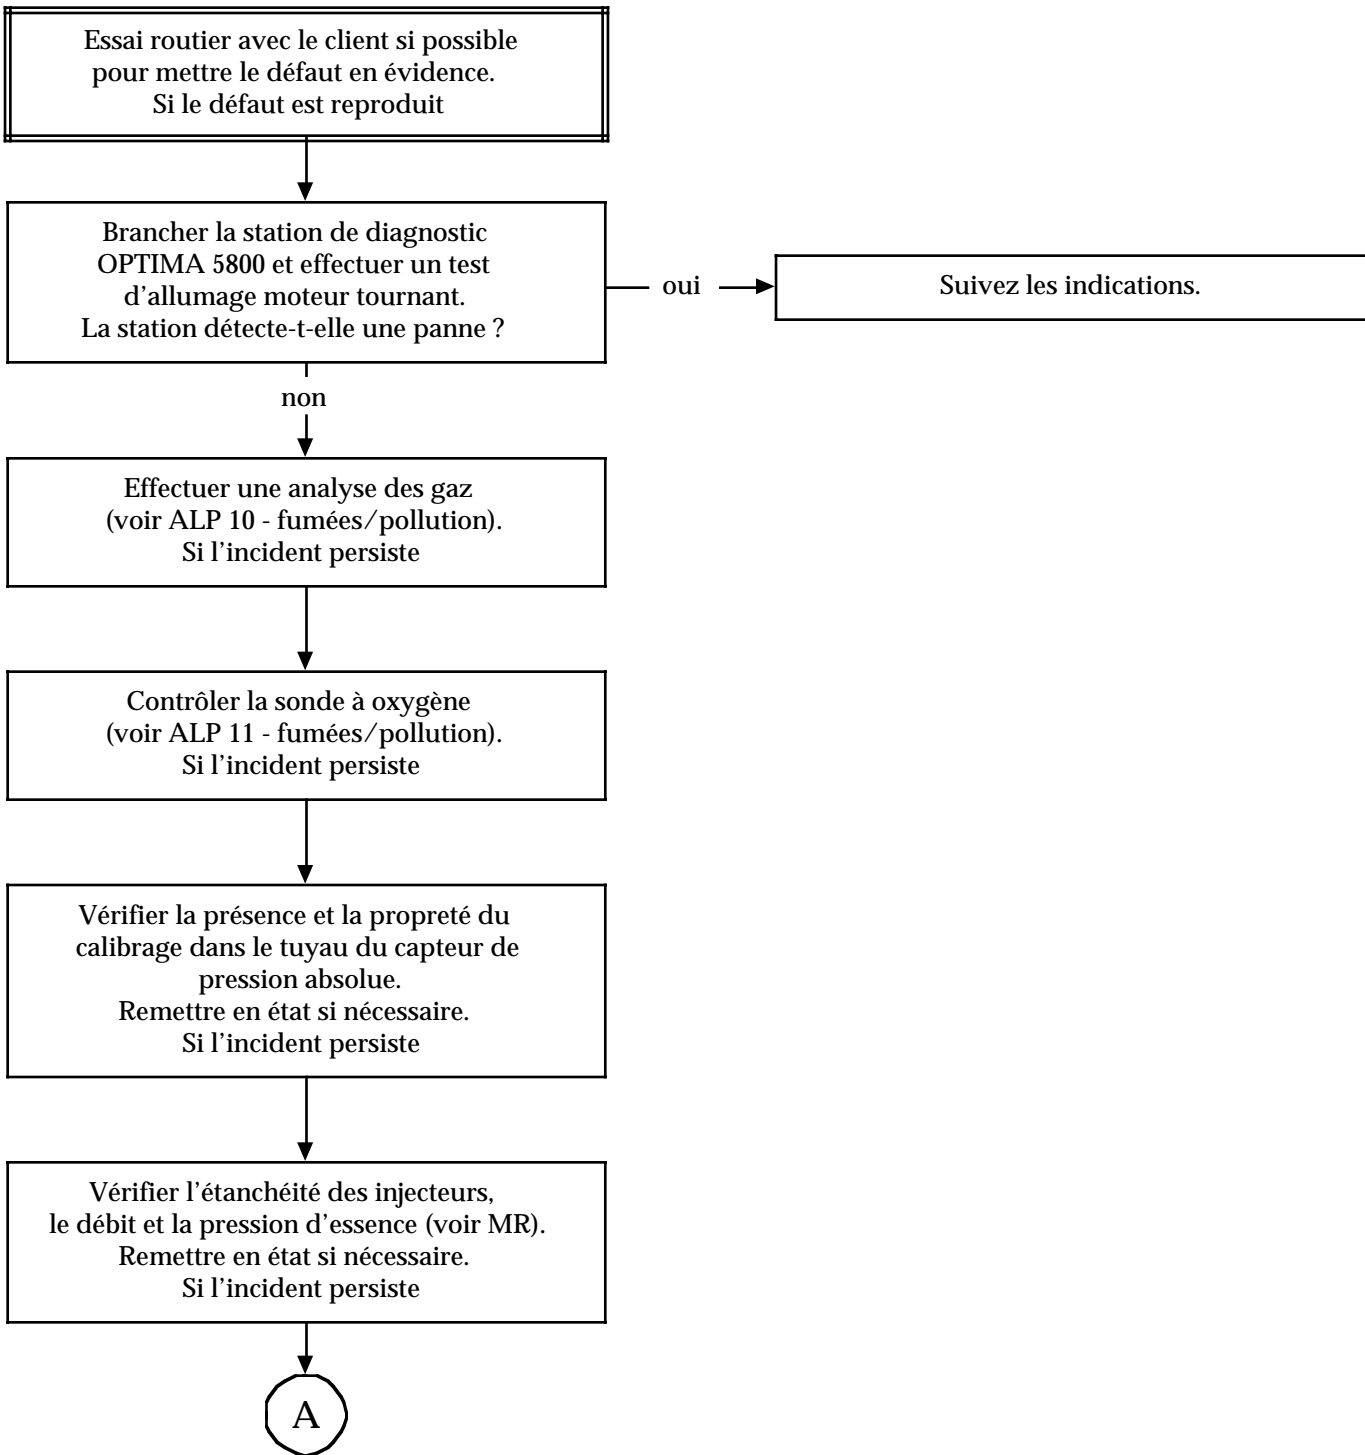 Essai routier avec le client si possible
pour mettre le défaut en évidence.
Si le défaut est reproduit
Brancher la station de diagnostic
OPTIMA 5800 et effectuer un test
d'allumage moteur tournant.
La station détecte-t-elle une panne ?
oui
Suivez les indications.
non
Effectuer une analyse des gaz
(voir ALP 10 - fumées/pollution).
Si l’incident persiste
Contrôler la sonde à oxygène
(voir ALP 11 - fumées/pollution).
Si l’incident persiste
Vérifier la présence et la propreté du
calibrage dans le tuyau du capteur de
pression absolue.
Remettre en état si nécessaire.
Si l’incident persiste
Vérifier l’étanchéité des injecteurs,
le débit et la pression d’essence (voir MR).
Remettre en état si nécessaire.
Si l’incident persiste
A